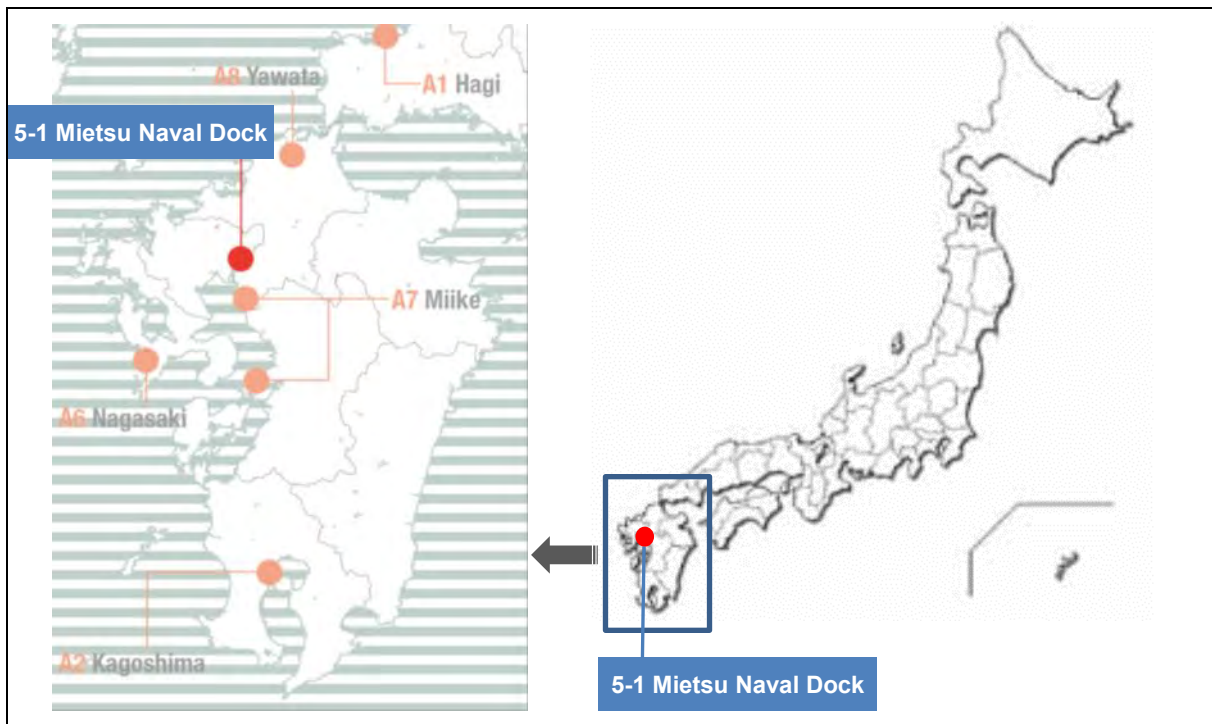 A8 Yawata
A1 Hagi
5-1 Mietsu Naval Dock
A7 Miike
A6 Nagasaki
A2 Kagoshima
5-1 Mietsu Naval Dock